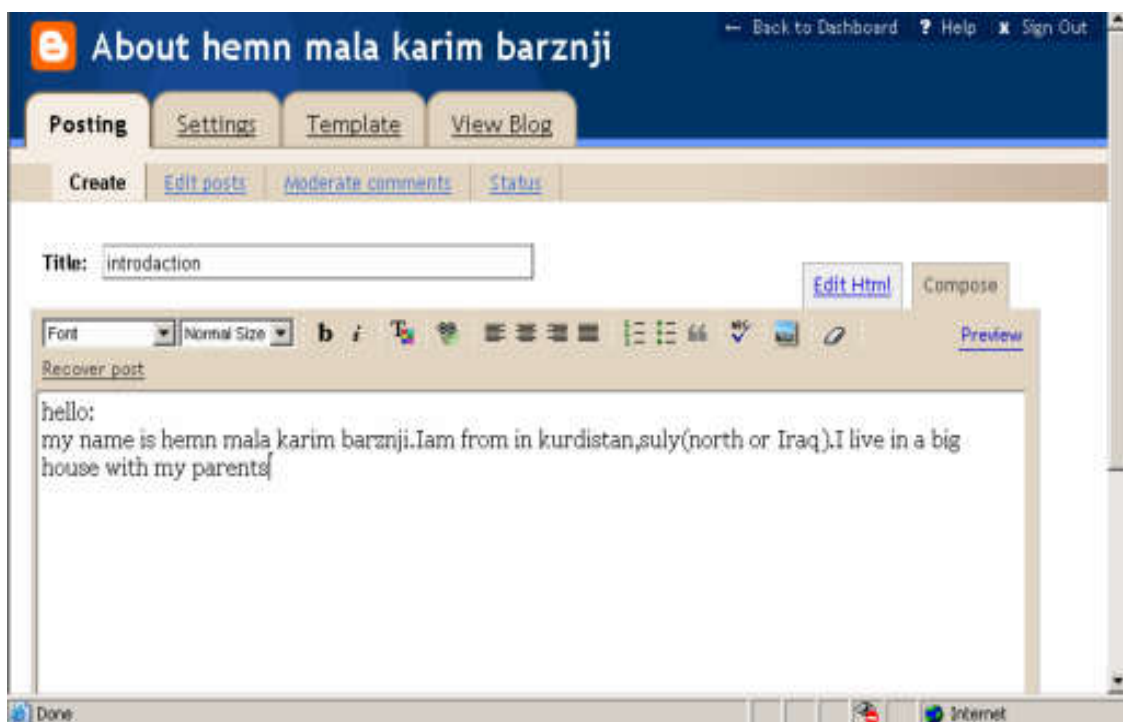 About hemn mala karim barznji
← Back to Dashboard ? Help x Sign Out
Posting Settings Template View Blog
Create Edit posts Moderate comments Status
Title: introdaction
Edit Html Compose
Font Normal Size b i T ABC Preview
Recover post
hello:
my name is hemn mala karim barznji.Iam from in kurdistan,suly(north or Iraq).I live in a big
house with my parents
Done Internet